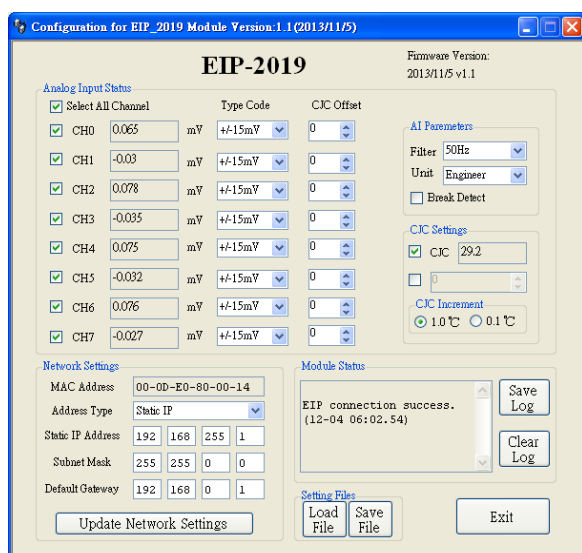 Configuration for EIP_2019 Module Version:1.1(2013/11/5)
EIP-2019
Firmware Version:
2013/11/5 v1.1
Analog Input Status
Select All Channel Type Code CJC Offset
CH0 0.065 mV +/-15mV 0
CH1 -0.03 mV +/-15mV 0
CH2 0.078 mV +/-15mV 0
CH3 -0.035 mV +/-15mV 0
CH4 0.075 mV +/-15mV 0
CH5 -0.032 mV +/-15mV 0
CH6 0.076 mV +/-15mV 0
CH7 -0.027 mV +/-15mV 0
AI Paremeters
Filter 50Hz
Unit Engineer
Break Detect
CJC Settings
CJC 29.2
0
CJC Increment
1.0 ℃ 0.1 ℃
Network Settings
MAC Address 00-0D-E0-80-00-14
Address Type Static IP
Static IP Address 192 168 255 1
Subnet Mask 255 255 0 0
Default Gateway 192 168 0 1
Update Network Settings
Module Status
EIP connection success.
(12-04 06:02.54)
Save
Log
Clear
Log
Setting Files
Load
File
Save
File
Exit